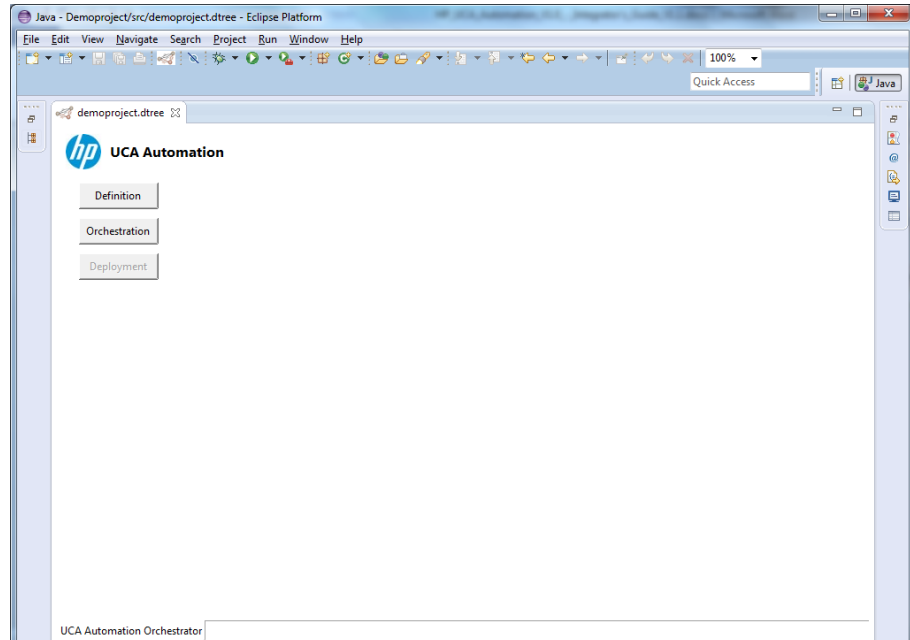 Java - Demoproject/src/demoproject.dtree - Eclipse Platform
File Edit View Navigate Search Project Run Window Help
100%
Quick Access
Java
demoproject.dtree
hp UCA Automation
Definition
Orchestration
Deployment
UCA Automation Orchestrator